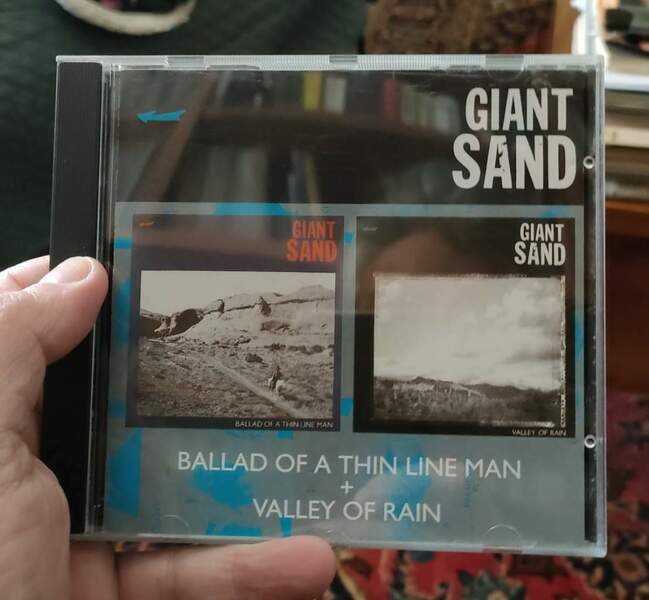 GIANT
SAND
GIANT
SAND
BALLAD OF A THIN LINE MAN
GIANT
SAND
VALLEY OF RAIN
BALLAD OF A THIN LINE MAN
+
VALLEY OF RAIN